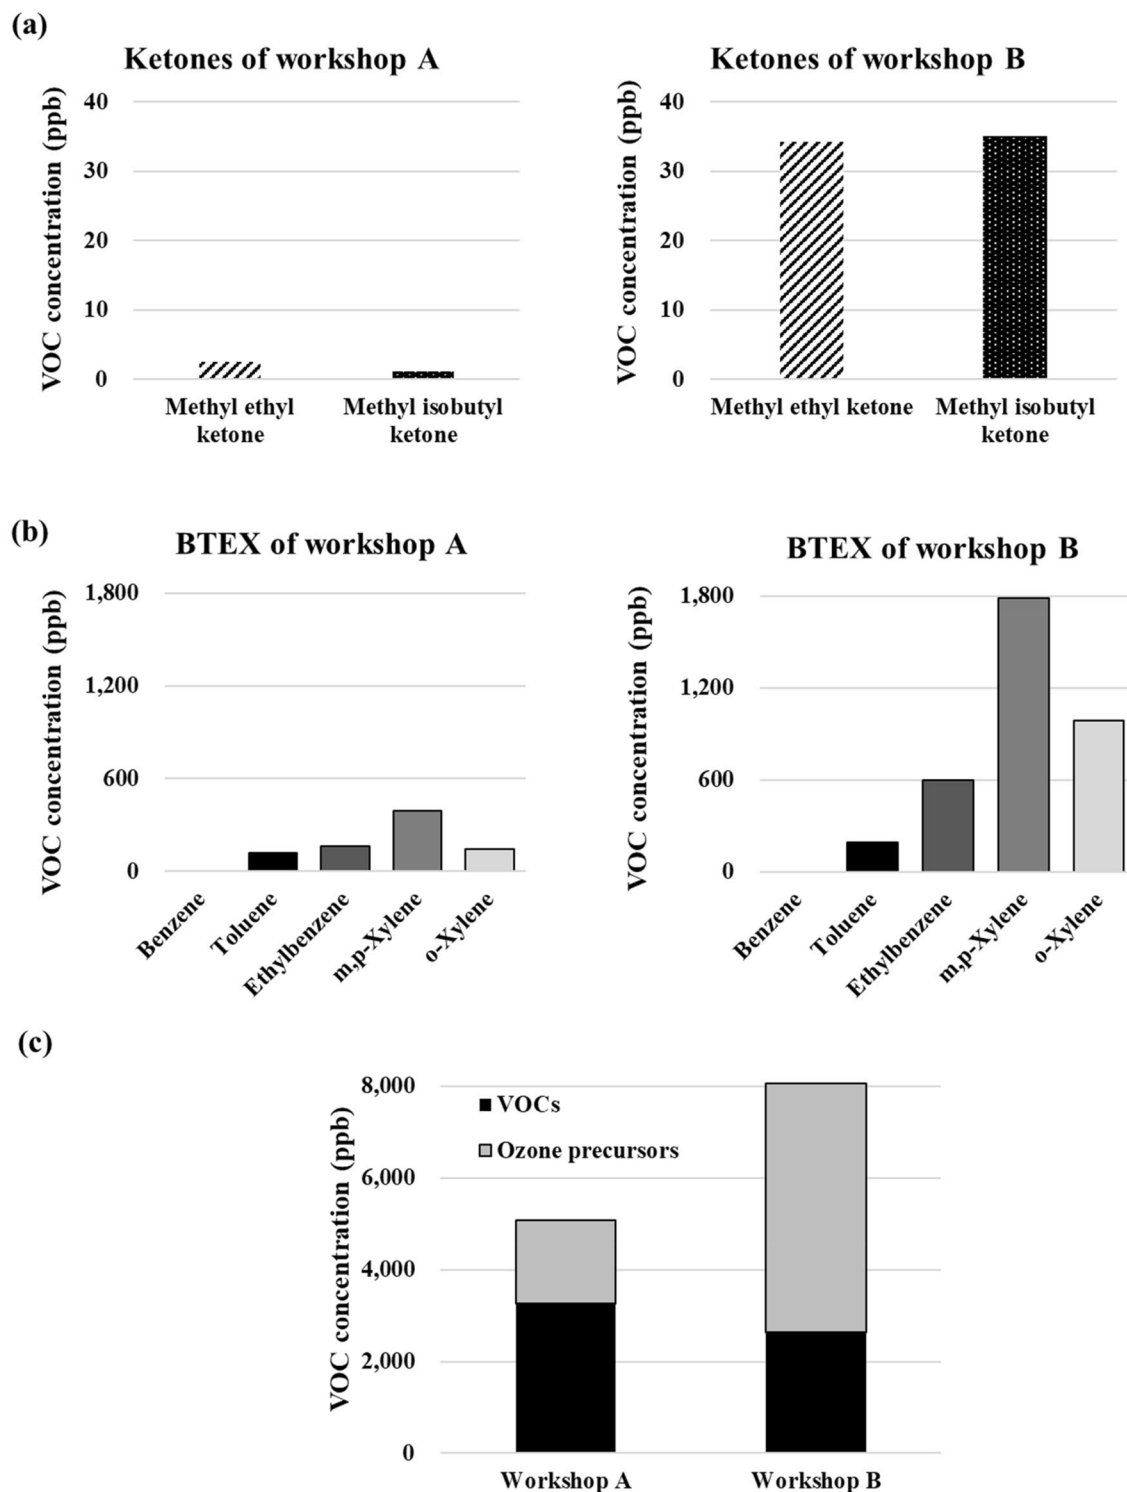 (a)
Ketones of workshop A
VOC concentration (ppb)
40
30
20
10
0
Methyl ethyl
ketone
Methyl isobutyl
ketone
Ketones of workshop B
VOC concentration (ppb)
40
30
20
10
0
Methyl ethyl ketone
Methyl isobutyl
ketone
(b)
BTEX of workshop A
VOC concentration (ppb)
1,800
1,200
600
0
Benzene
Toluene
Ethylbenzene
m,p-Xylene
o-Xylene
BTEX of workshop B
VOC concentration (ppb)
1,800
1,200
600
0
Benzene
Toluene
Ethylbenzene
m,p-Xylene
o-Xylene
(c)
VOC concentration (ppb)
8,000
6,000
4,000
2,000
0
VOCs
Ozone precursors
Workshop A
Workshop B